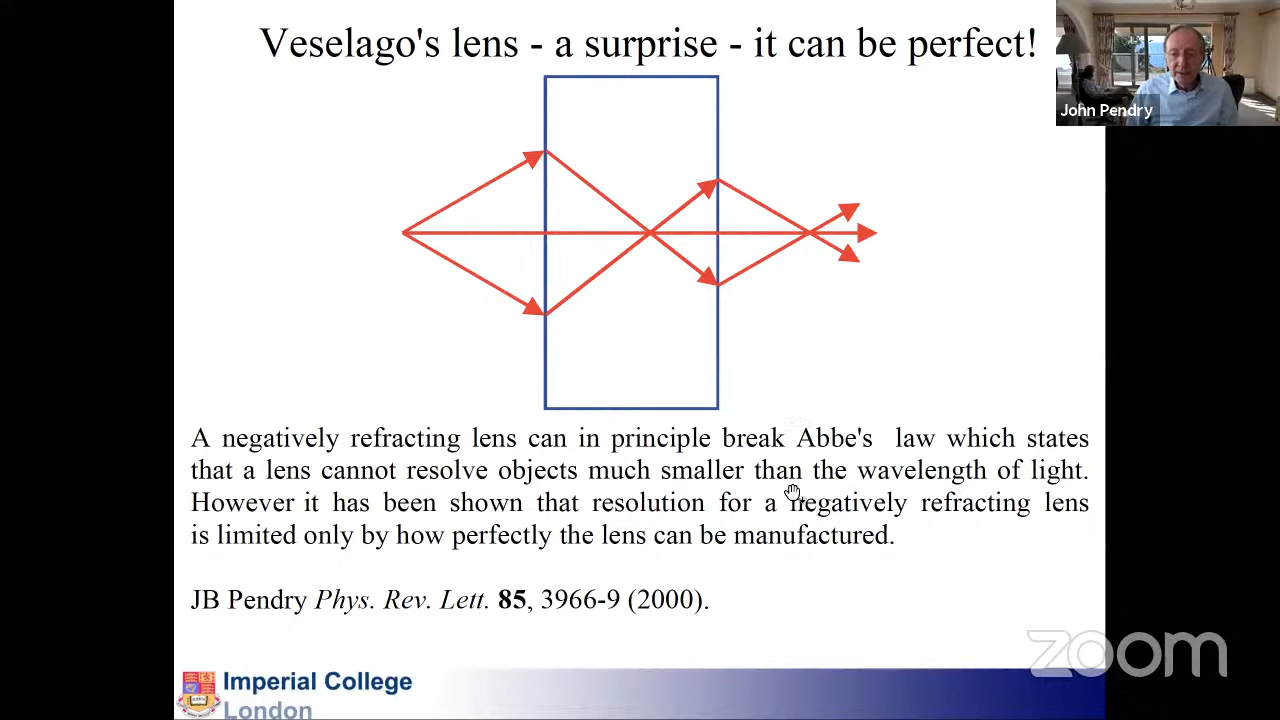 Veselago's lens - a surprise - it can be perfect!
John Pendry
A negatively refracting lens can in principle break Abbe's law which states
that a lens cannot resolve objects much smaller than the wavelength of light.
However it has been shown that resolution for a negatively refracting lens
is limited only by how perfectly the lens can be manufactured.
JB Pendry Phys. Rev. Lett. 85, 3966-9 (2000).
zoom
Imperial College
London